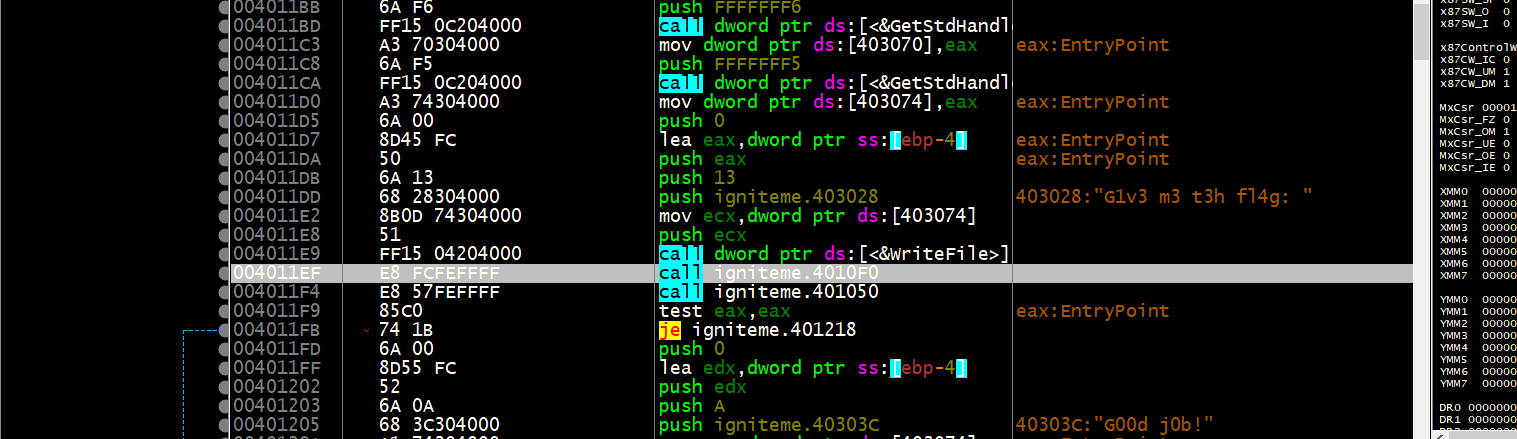 004011BB 6A F6 push FFFFFFF6
004011BD FF15 0C204000 call dword ptr ds:[<&GetStdHandl
004011C3 A3 70304000 mov dword ptr ds:[403070],eax eax:EntryPoint
004011C8 6A F5 push FFFFFFF5
004011CA FF15 0C204000 call dword ptr ds:[<&GetStdHandl
004011D0 A3 74304000 mov dword ptr ds:[403074],eax eax:EntryPoint
004011D5 6A 00 push 0
004011D7 8D45 FC lea eax,dword ptr ss:[ebp-4] eax:EntryPoint
004011DA 50 push eax eax:EntryPoint
004011DB 6A 13 push 13
004011DD 68 28304000 push igniteme.403028 403028:"G1v3 m3 t3h fl4g: "
004011E2 8B0D 74304000 mov ecx,dword ptr ds:[403074]
004011E8 51 push ecx
004011E9 FF15 04204000 call dword ptr ds:[<&WriteFile>]
004011EF E8 FCFEFFFF call igniteme.4010F0
004011F4 E8 57FEFFFF call igniteme.401050
004011F9 85C0 test eax,eax eax:EntryPoint
004011FB 74 1B je igniteme.401218
004011FD 6A 00 push 0
004011FF 8D55 FC lea edx,dword ptr ss:[ebp-4]
00401202 52 push edx
00401203 6A 0A push A
00401205 68 3C304000 push igniteme.40303C 40303C:"G00d j0b!"
x87SW_O 0
x87SW_I 0
x87ControlW
x87CW_IC 0
x87CW_UM 1
x87CW_DM 1
MxCsr 00001
MxCsr_FZ 0
MxCsr_OM 1
MxCsr_UE 0
MxCsr_OE 0
MxCsr_IE 0
XMM0 00000
XMM1 00000
XMM2 00000
XMM3 00000
XMM4 00000
XMM5 00000
XMM6 00000
XMM7 00000
YMM0 00000
YMM1 00000
YMM2 00000
YMM3 00000
YMM4 00000
YMM5 00000
YMM6 00000
YMM7 00000
DR0 0000000
DR1 0000000